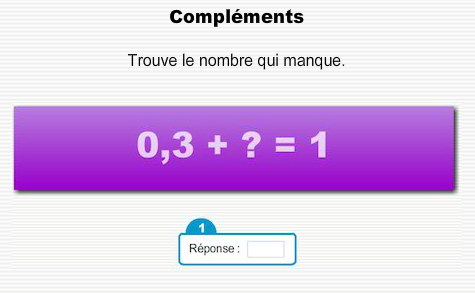 Compléments
Trouve le nombre qui manque.
0,3 + ? = 1
1
Réponse :